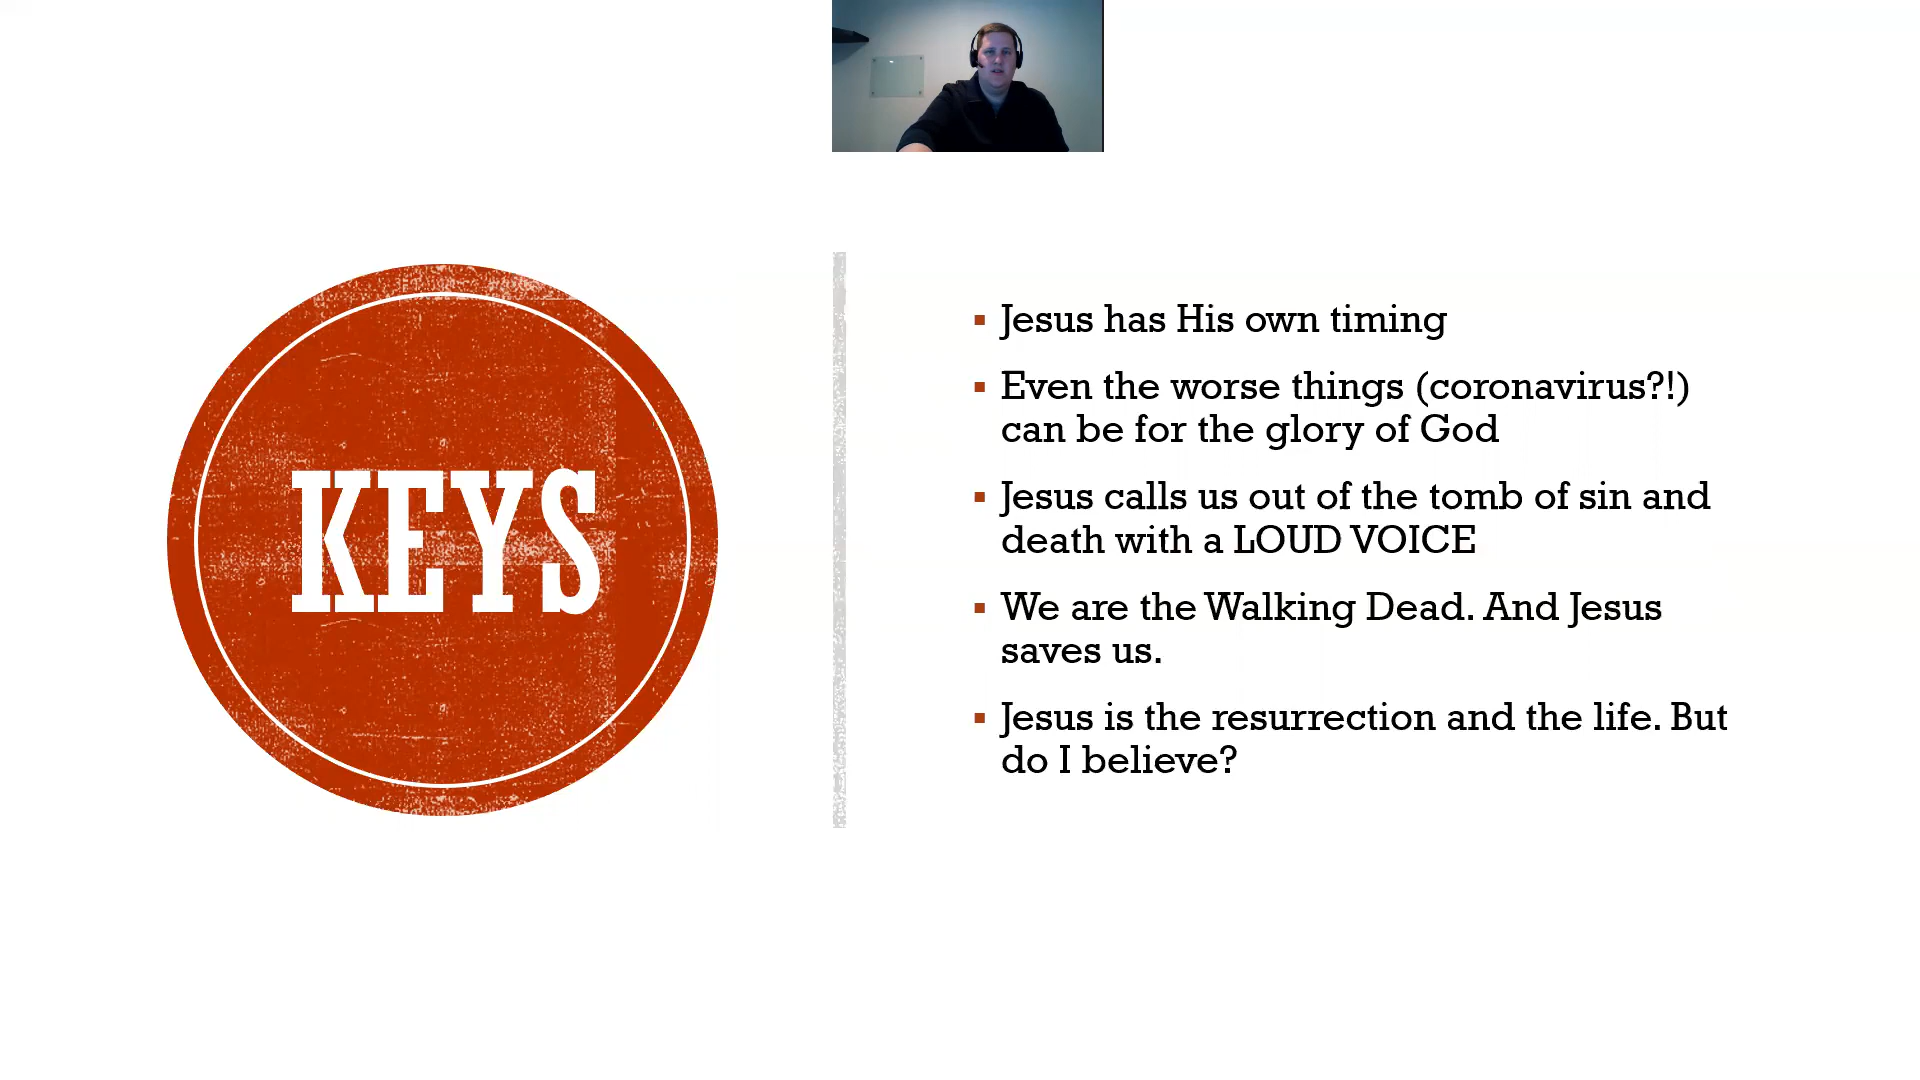 KEYS
▪ Jesus has His own timing
▪ Even the worse things (coronavirus?!)
can be for the glory of God
▪ Jesus calls us out of the tomb of sin and
death with a LOUD VOICE
▪ We are the Walking Dead. And Jesus
saves us.
▪ Jesus is the resurrection and the life. But
do I believe?